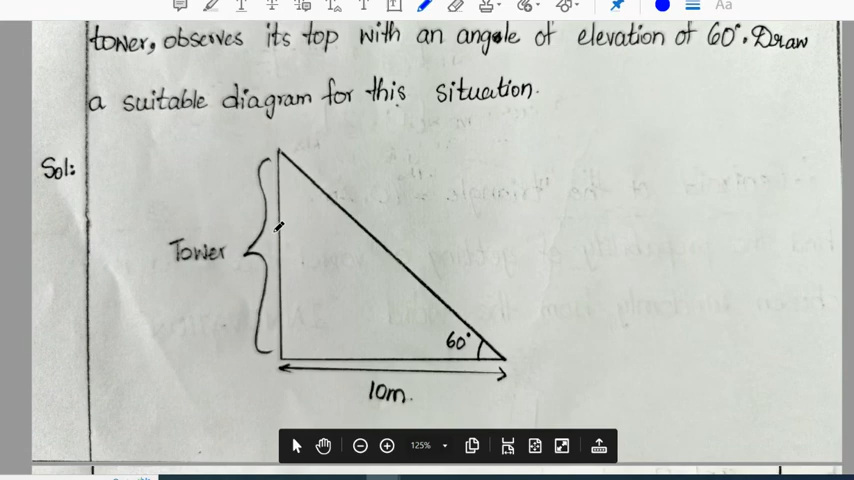 tower, observes its top with an angle of elevation of 60°. Draw
a suitable diagram for this situation.
Sol:
Tower
60°
10m.
125%
Aa